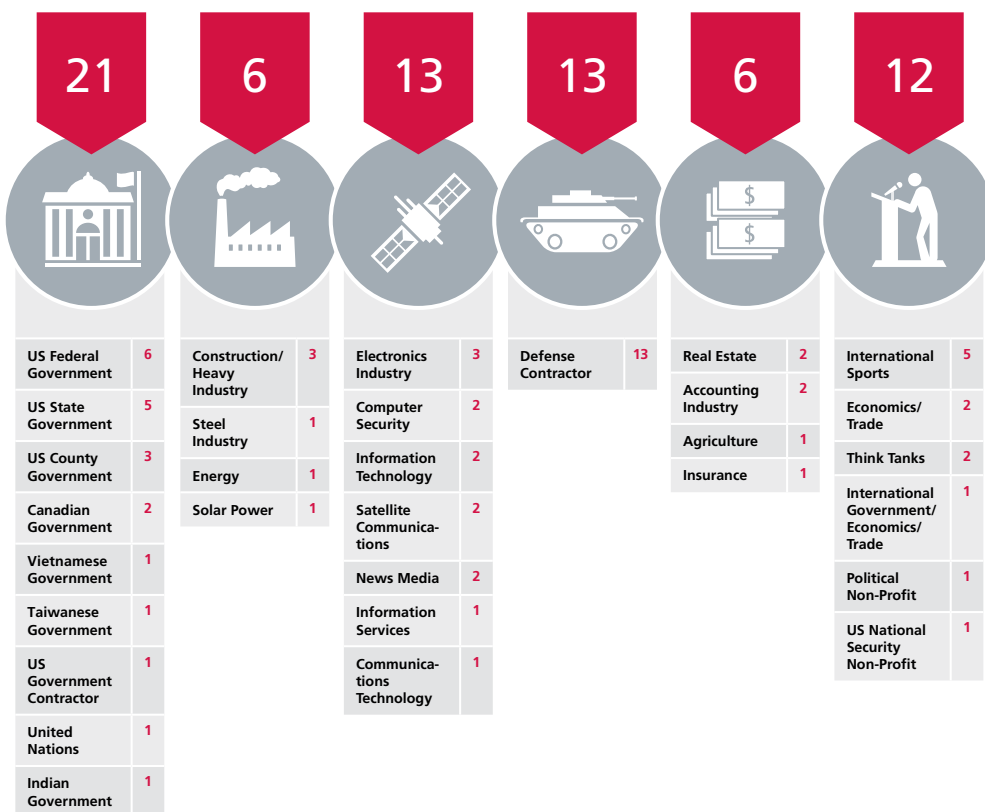 21
6
13
13
6
12
US Federal
Government
6
US State
Government
5
US County
Government
3
Canadian
Government
2
Vietnamese
Government
1
Taiwanese
Government
1
US
Government
Contractor
1
United
Nations
1
Indian
Government
1
Construction/
Heavy
Industry
3
Steel
Industry
1
Energy
1
Solar Power
1
Electronics
Industry
3
Computer
Security
2
Information
Technology
2
Satellite
Communica-
tions
2
News Media
2
Information
Services
1
Communica-
tions
Technology
1
Defense
Contractor
13
$
$
Real Estate
2
Accounting
Industry
2
Agriculture
1
Insurance
1
International
Sports
5
Economics/
Trade
2
Think Tanks
2
International
Government/
Economics/
Trade
1
Political
Non-Profit
1
US National
Security
Non-Profit
1